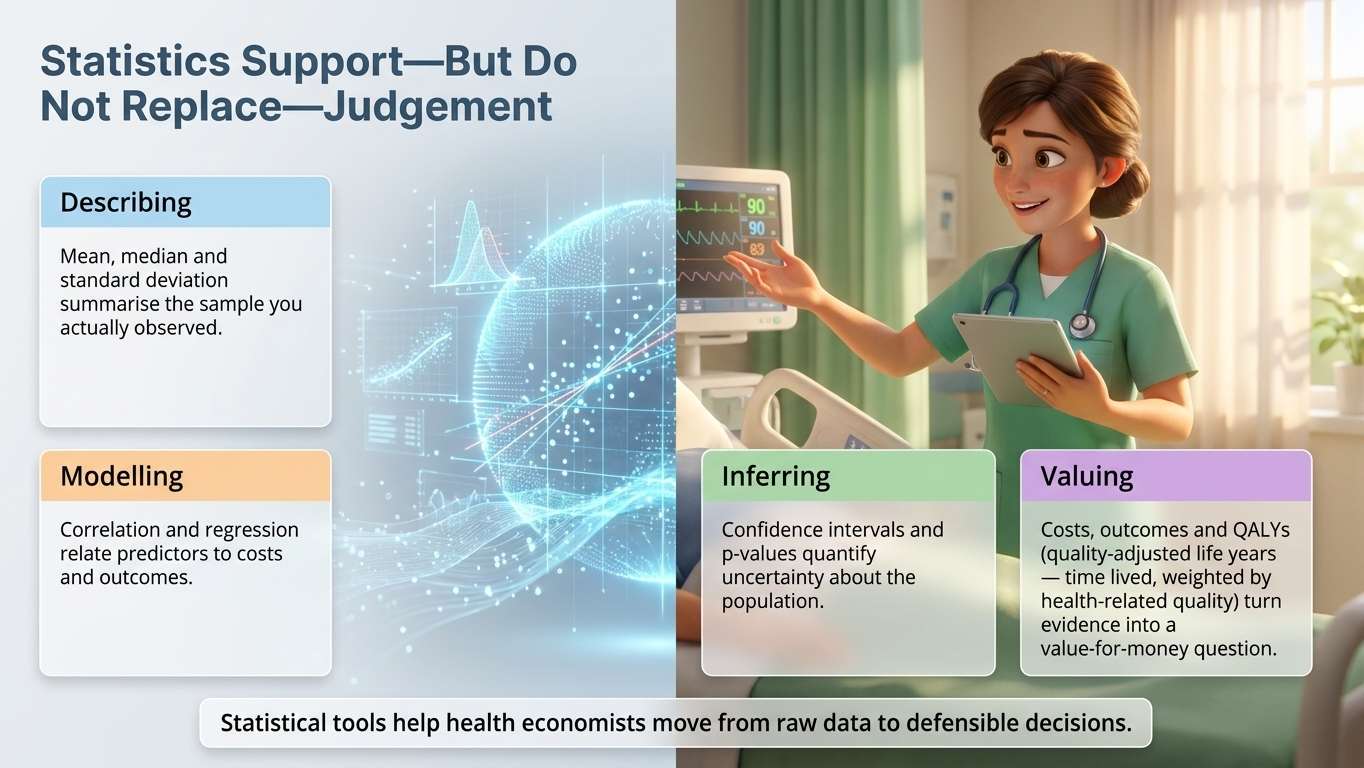 Statistics Support—But Do
Not Replace—Judgement
Describing
Mean, median and
standard deviation
summarise the sample you
actually observed.
Modelling
Correlation and regression
relate predictors to costs
and outcomes.
90
90
83
Inferring
Confidence intervals and
p-values quantify
uncertainty about the
population.
Valuing
Costs, outcomes and QALYs
(quality-adjusted life years
— time lived, weighted by
health-related quality) turn
evidence into a
value-for-money question.
Statistical tools help health economists move from raw data to defensible decisions.